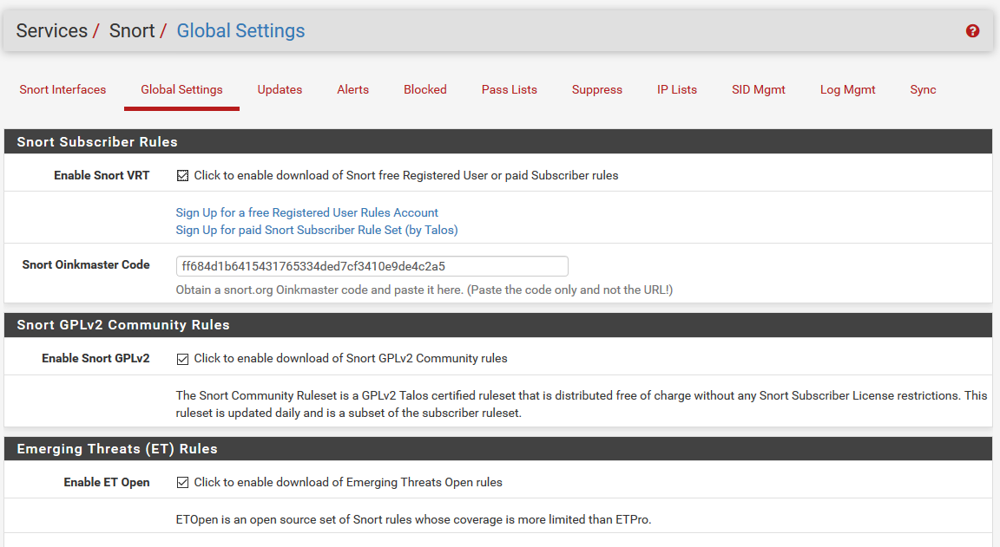 Services / Snort / Global Settings
Snort Interfaces Global Settings Updates Alerts Blocked Pass Lists Suppress IP Lists SID Mgmt Log Mgmt Sync
Snort Subscriber Rules
Enable Snort VRT Click to enable download of Snort free Registered User or paid Subscriber rules
Sign Up for a free Registered User Rules Account
Sign Up for paid Snort Subscriber Rule Set (by Talos)
Snort Oinkmaster Code ff684d1b6415431765334ded7cf3410e9de4c2a5
Obtain a snort.org Oinkmaster code and paste it here. (Paste the code only and not the URL!)
Snort GPLv2 Community Rules
Enable Snort GPLv2 Click to enable download of Snort GPLv2 Community rules
The Snort Community Ruleset is a GPLv2 Talos certified ruleset that is distributed free of charge without any Snort Subscriber License restrictions. This
ruleset is updated daily and is a subset of the subscriber ruleset.
Emerging Threats (ET) Rules
Enable ET Open Click to enable download of Emerging Threats Open rules
ETOpen is an open source set of Snort rules whose coverage is more limited than ETPro.